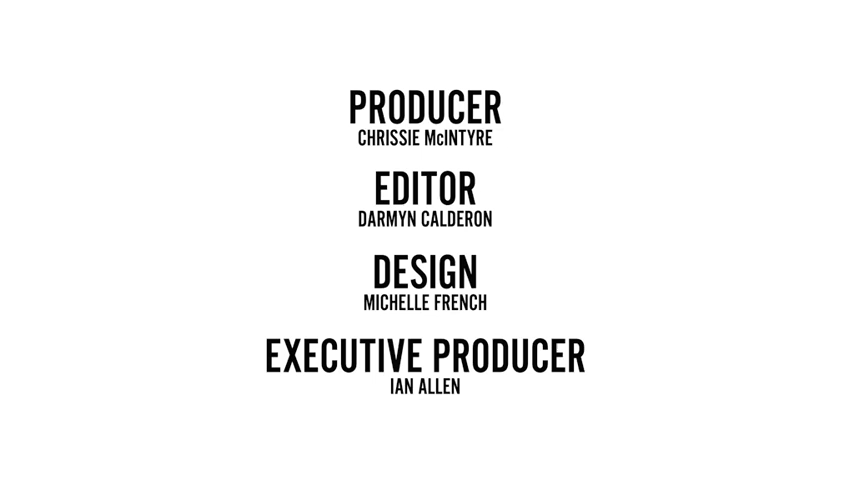 PRODUCER
CHRISSIE McINTYRE
EDITOR
DARMYN CALDERON
DESIGN
MICHELLE FRENCH
EXECUTIVE PRODUCER
IAN ALLEN